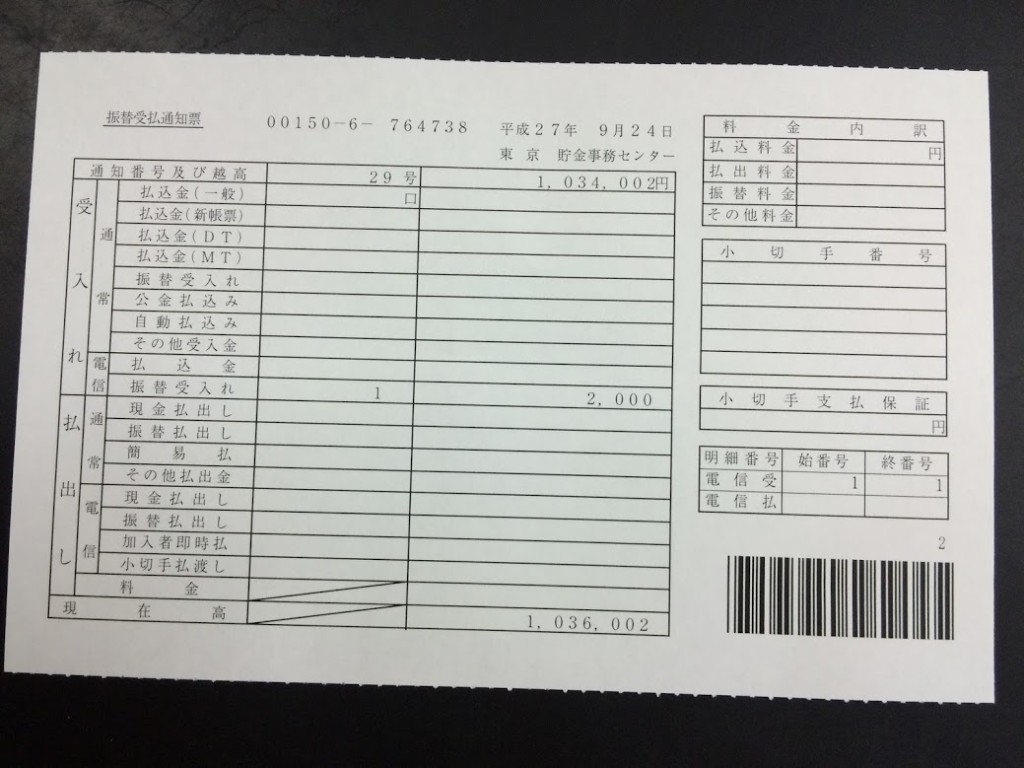 振替受払通知票
00150-6- 764738
平成27年 9月24日
東京 貯金事務センター
通知番号及び越高 29号 1,034,002円
受入れ
通常
払込金(一般) 口
払込金(新帳票)
払込金(DT)
払込金(MT)
振替受入れ
公金払込み
自動払込み
その他受入金
電信
払込金
振替受入れ 1 2,000
払出し
通常
現金払出し
振替払出し
簡易払
その他払出金
電信
現金払出し
振替払出し
加入者即時払
小切手払渡し
料金
現在高 1,036,002
料金内訳
払込料金 円
払出料金
振替料金
その他料金
小切手番号
小切手支払保証
円
明細番号 始番号 終番号
電信受 1 1
電信払
2